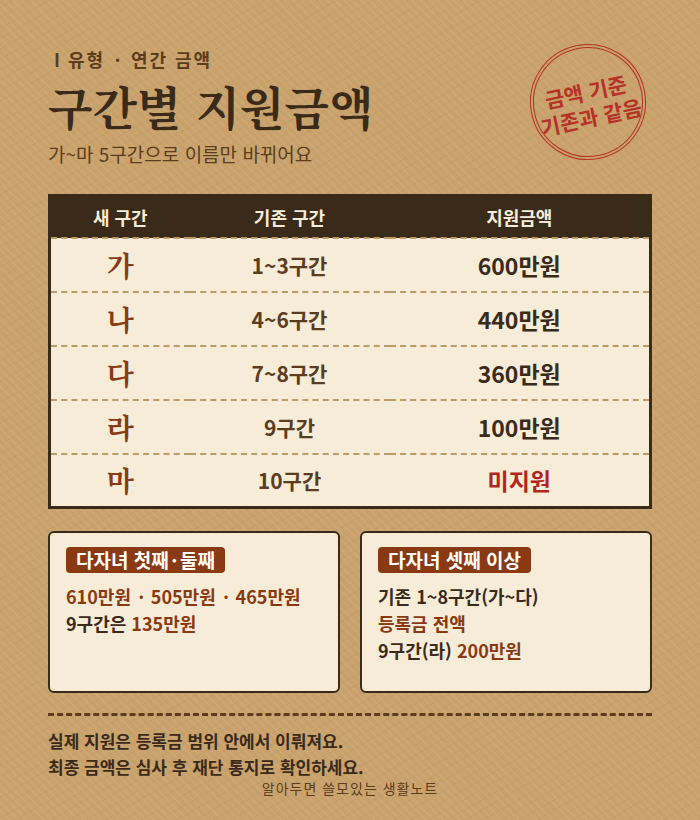 I 유형 · 연간 금액
구간별 지원금액
가~마 5구간으로 이름만 바뀌어요
금액 기준
기존과 같음
새 구간 기존 구간 지원금액
가 1~3구간 600만원
나 4~6구간 440만원
다 7~8구간 360만원
라 9구간 100만원
마 10구간 미지원
다자녀 첫째·둘째
610만원 · 505만원 · 465만원
9구간은 135만원
다자녀 셋째 이상
기존 1~8구간(가~다)
등록금 전액
9구간(라) 200만원
실제 지원은 등록금 범위 안에서 이뤄져요.
최종 금액은 심사 후 재단 통지로 확인하세요.
알아두면 쓸모있는 생활노트